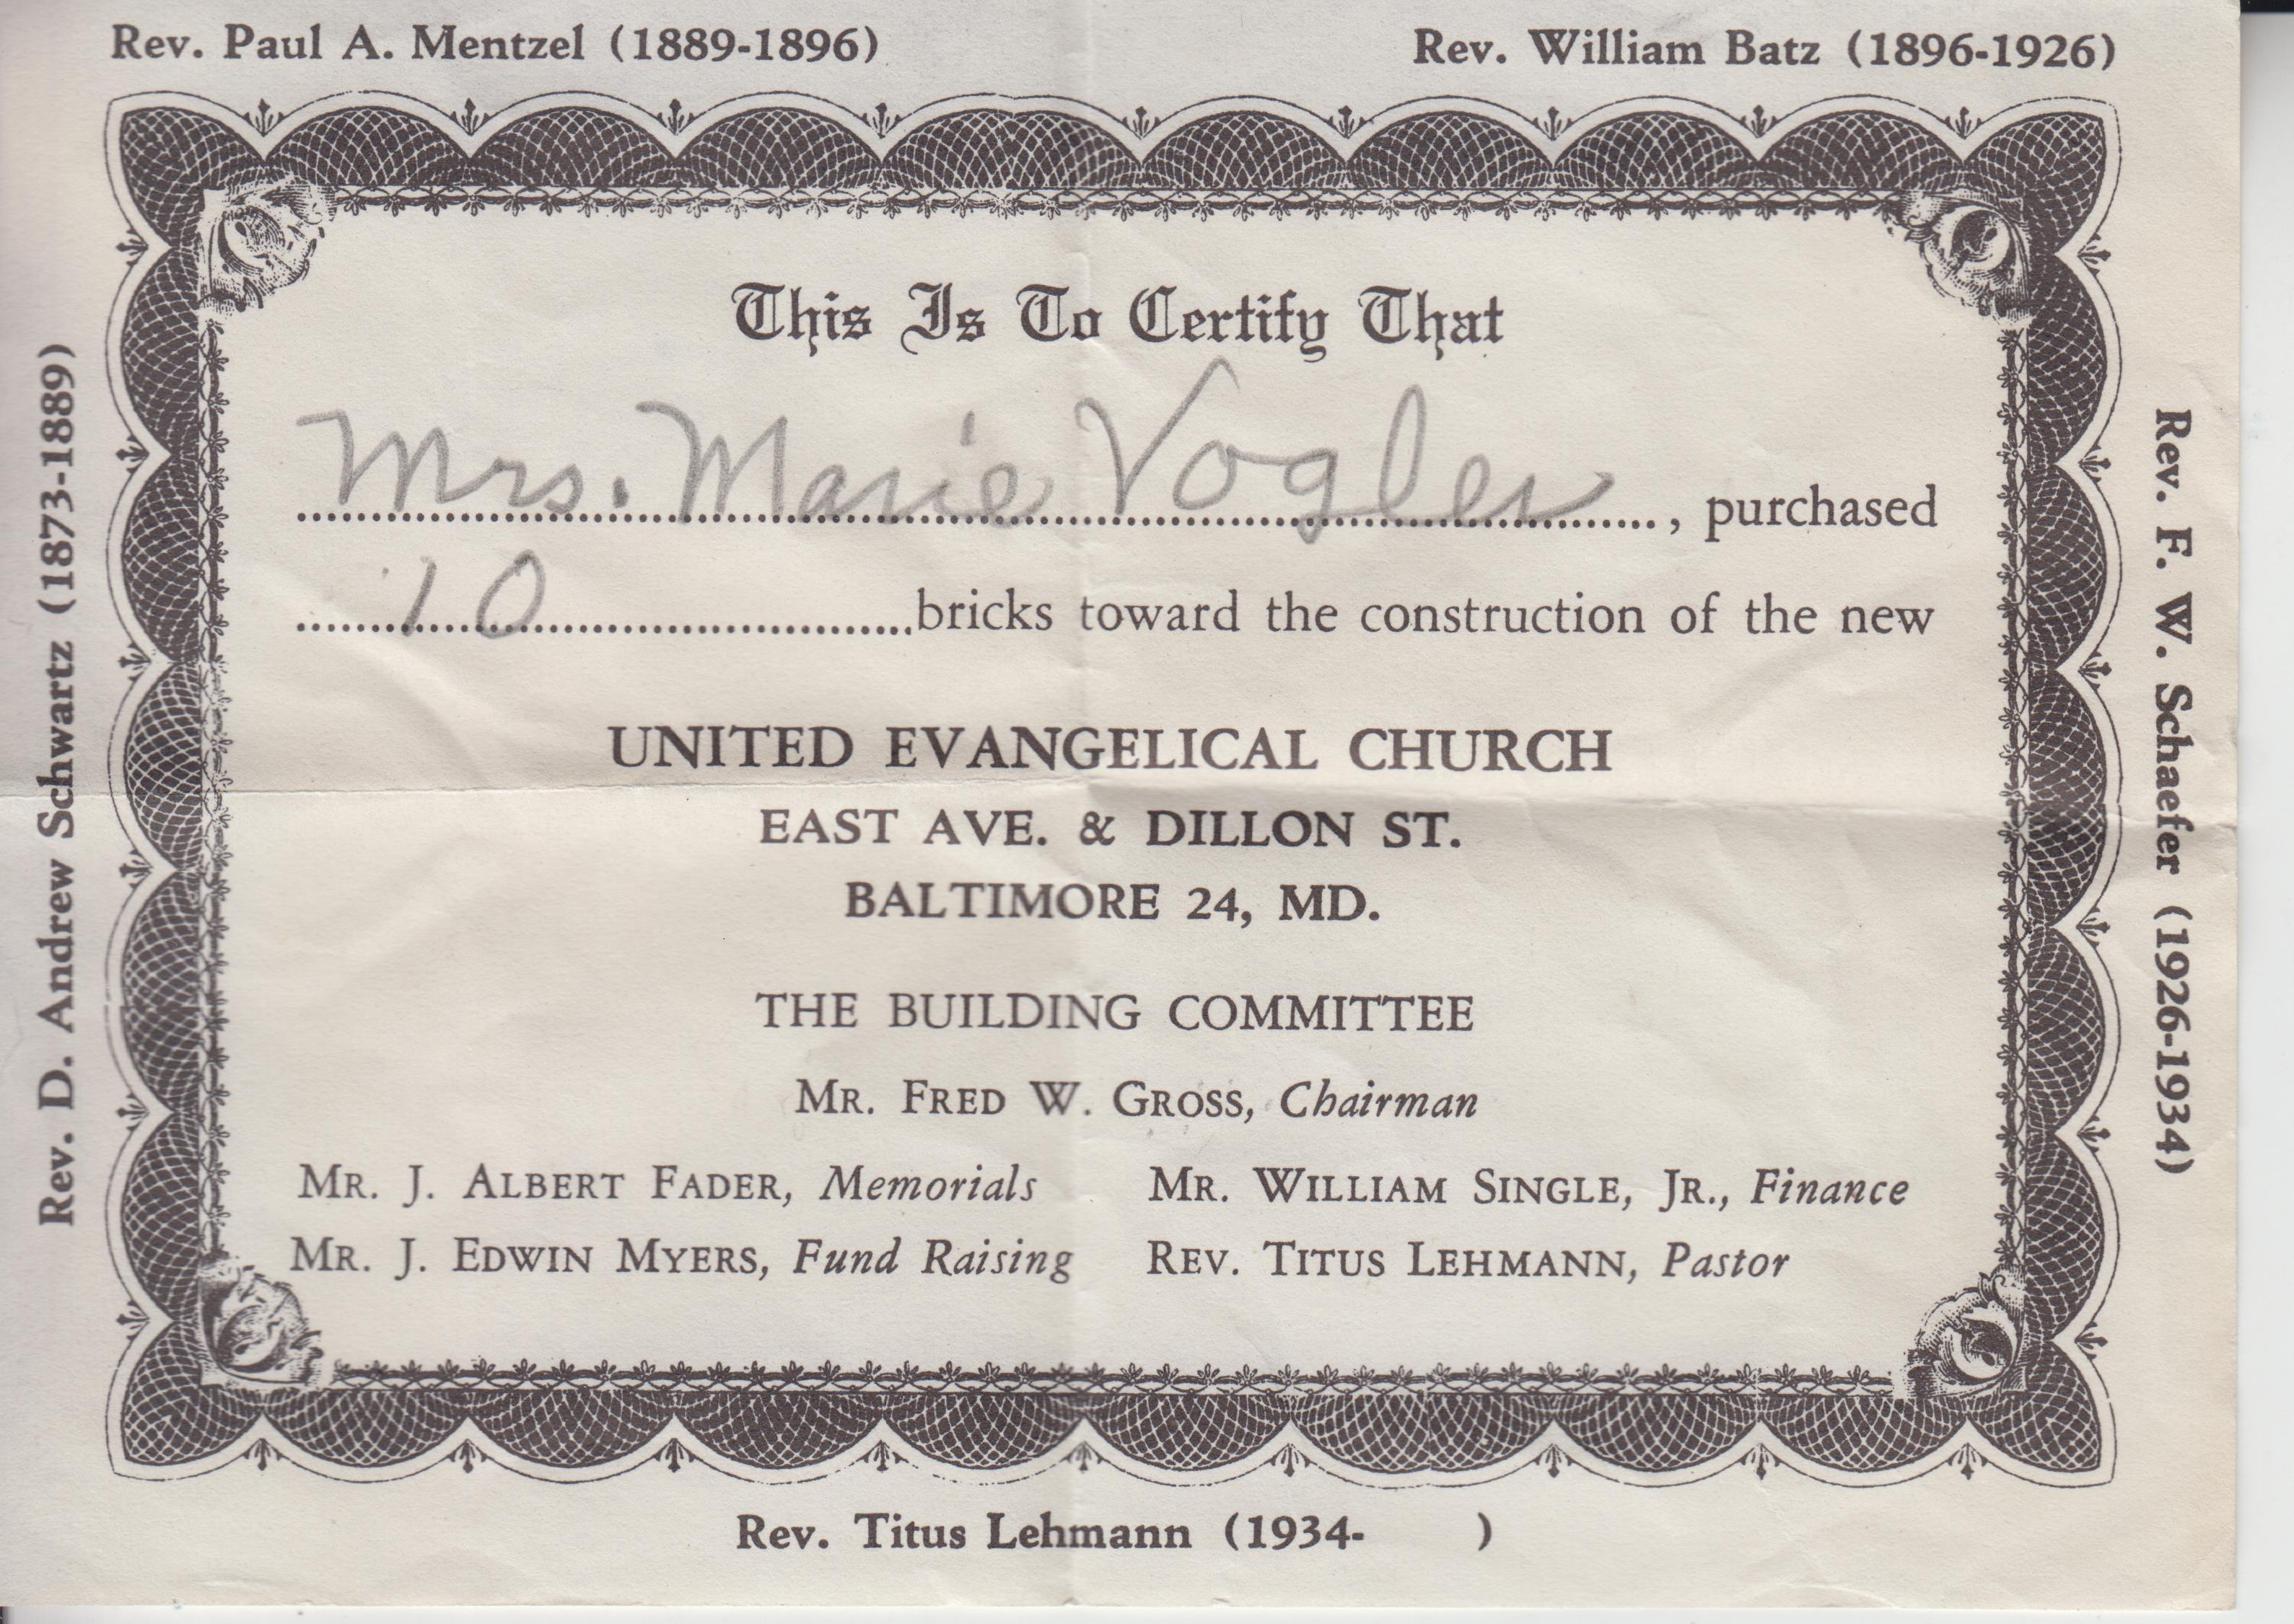 Rev. Paul A. Mentzel (1889-1896)
Rev. William Batz (1896-1926)
Rev. D. Andrew Schwartz (1873-1889)
Rev. F. W. Schaefer (1926-1934)
This Is To Certify That
Mrs. Marie Vogler, purchased
10 bricks toward the construction of the new
UNITED EVANGELICAL CHURCH
EAST AVE. & DILLON ST.
BALTIMORE 24, MD.
THE BUILDING COMMITTEE
MR. FRED W. GROSS, Chairman
MR. J. ALBERT FADER, Memorials
MR. WILLIAM SINGLE, JR., Finance
MR. J. EDWIN MYERS, Fund Raising
REV. TITUS LEHMANN, Pastor
Rev. Titus Lehmann (1934- )